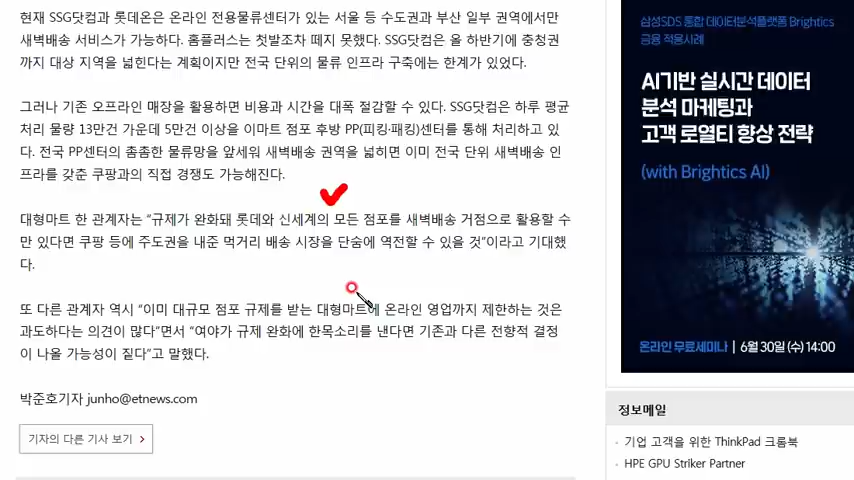 현재 SSG닷컴과 롯데온은 온라인 전용물류센터가 있는 서울 등 수도권과 부산 일부 권역에서만
새벽배송 서비스가 가능하다. 홈플러스는 첫발조차 떼지 못했다. SSG닷컴은 올 하반기에 충청권
까지 대상 지역을 넓힌다는 계획이지만 전국 단위의 물류 인프라 구축에는 한계가 있었다.
그러나 기존 오프라인 매장을 활용하면 비용과 시간을 대폭 절감할 수 있다. SSG닷컴은 하루 평균
처리 물량 13만건 가운데 5만건 이상을 이마트 점포 후방 PP(피킹·패킹)센터를 통해 처리하고 있
다. 전국 PP센터의 촘촘한 물류망을 앞세워 새벽배송 권역을 넓히면 이미 전국 단위 새벽배송 인
프라를 갖춘 쿠팡과의 직접 경쟁도 가능해진다.
대형마트 한 관계자는 “규제가 완화돼 롯데와 신세계의 모든 점포를 새벽배송 거점으로 활용할 수
만 있다면 쿠팡 등에 주도권을 내준 먹거리 배송 시장을 단숨에 역전할 수 있을 것”이라고 기대했
다.
또 다른 관계자 역시 “이미 대규모 점포 규제를 받는 대형마트에 온라인 영업까지 제한하는 것은
과도하다는 의견이 많다”면서 “여야가 규제 완화에 한목소리를 낸다면 기존과 다른 전향적 결정
이 나올 가능성이 짙다”고 말했다.
박준호기자 junho@etnews.com
기자의 다른 기사 보기 >
삼성SDS 통합 데이터분석플랫폼 Brightics
금융 적용사례
AI기반 실시간 데이터
분석 마케팅과
고객 로열티 향상 전략
(with Brightics AI)
온라인 무료세미나 | 6월 30일 (수) 14:00
정보메일
기업 고객을 위한 ThinkPad 크롬북
HPE GPU Striker Partner